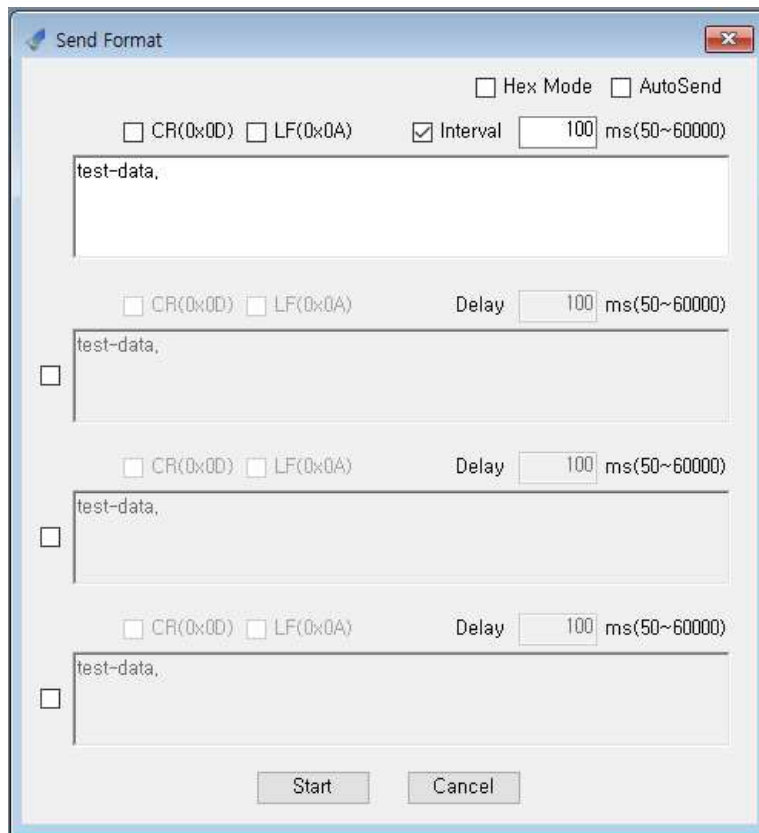 Send Format
Hex Mode AutoSend
CR(0x0D) LF(0x0A) Interval 100 ms(50~60000)
test-data,
CR(0x0D) LF(0x0A) Delay 100 ms(50~60000)
test-data,
CR(0x0D) LF(0x0A) Delay 100 ms(50~60000)
test-data,
CR(0x0D) LF(0x0A) Delay 100 ms(50~60000)
test-data,
Start Cancel